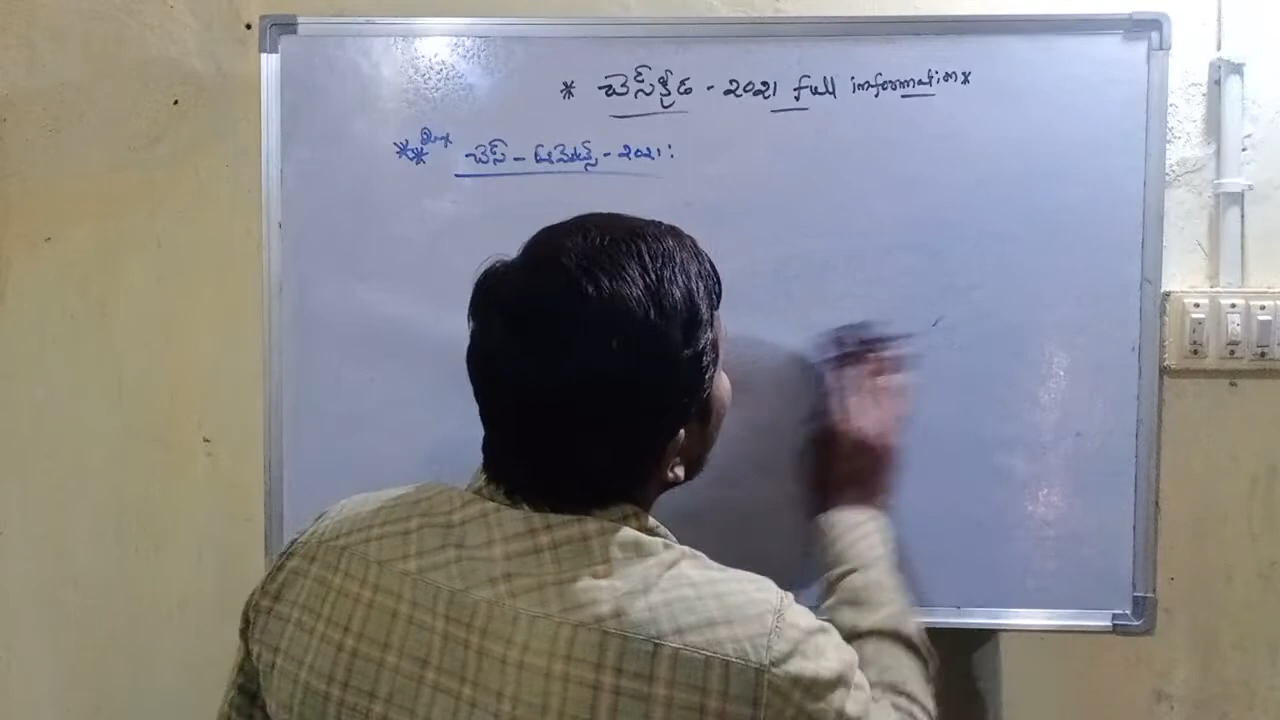 * చెస్‌క్రీడ - 2021 full information *
చెస్ - - 2021: